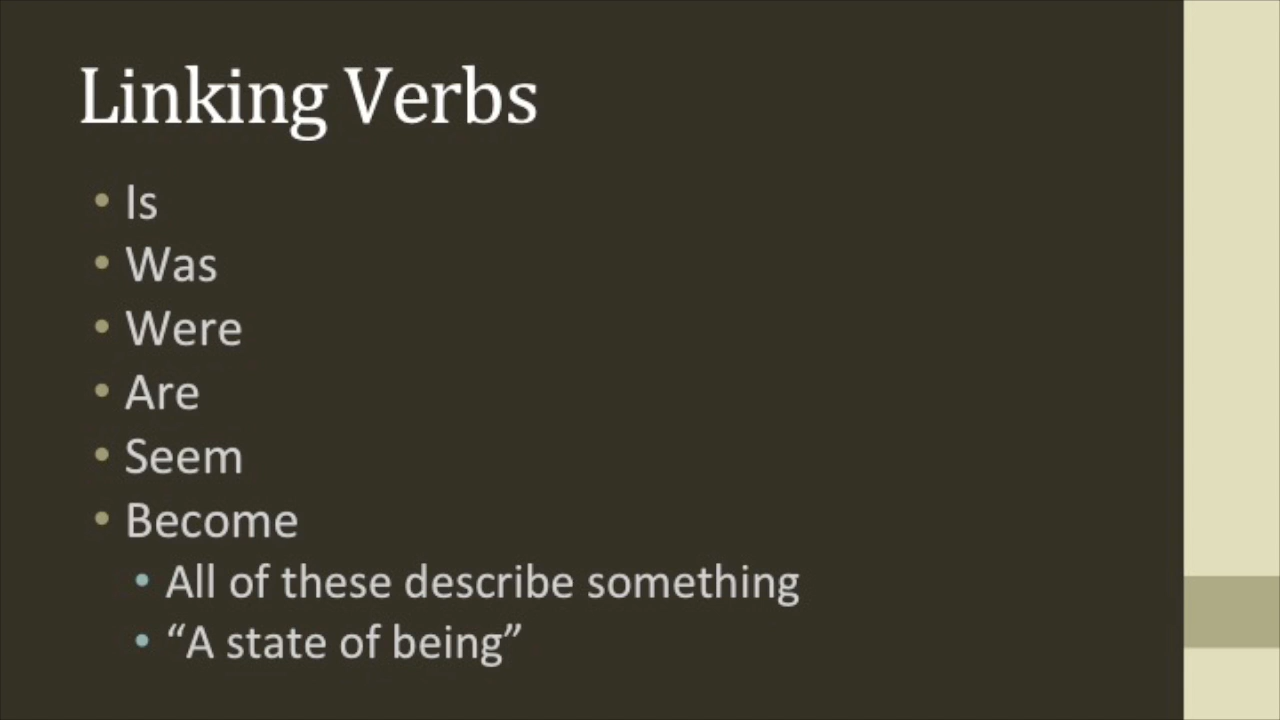 Linking Verbs
• Is
• Was
• Were
• Are
• Seem
• Become
• All of these describe something
• “A state of being”